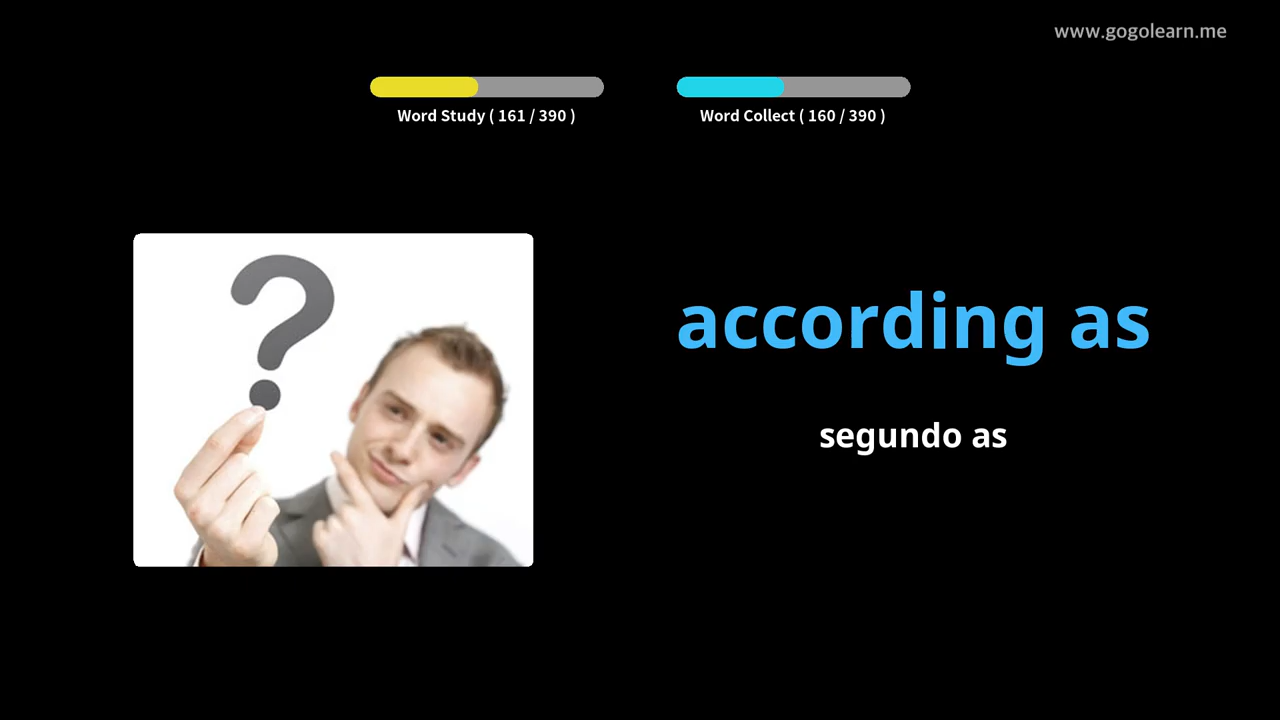 www.gogolearn.me
Word Study ( 161 / 390 )
Word Collect ( 160 / 390 )
?
according as
segundo as